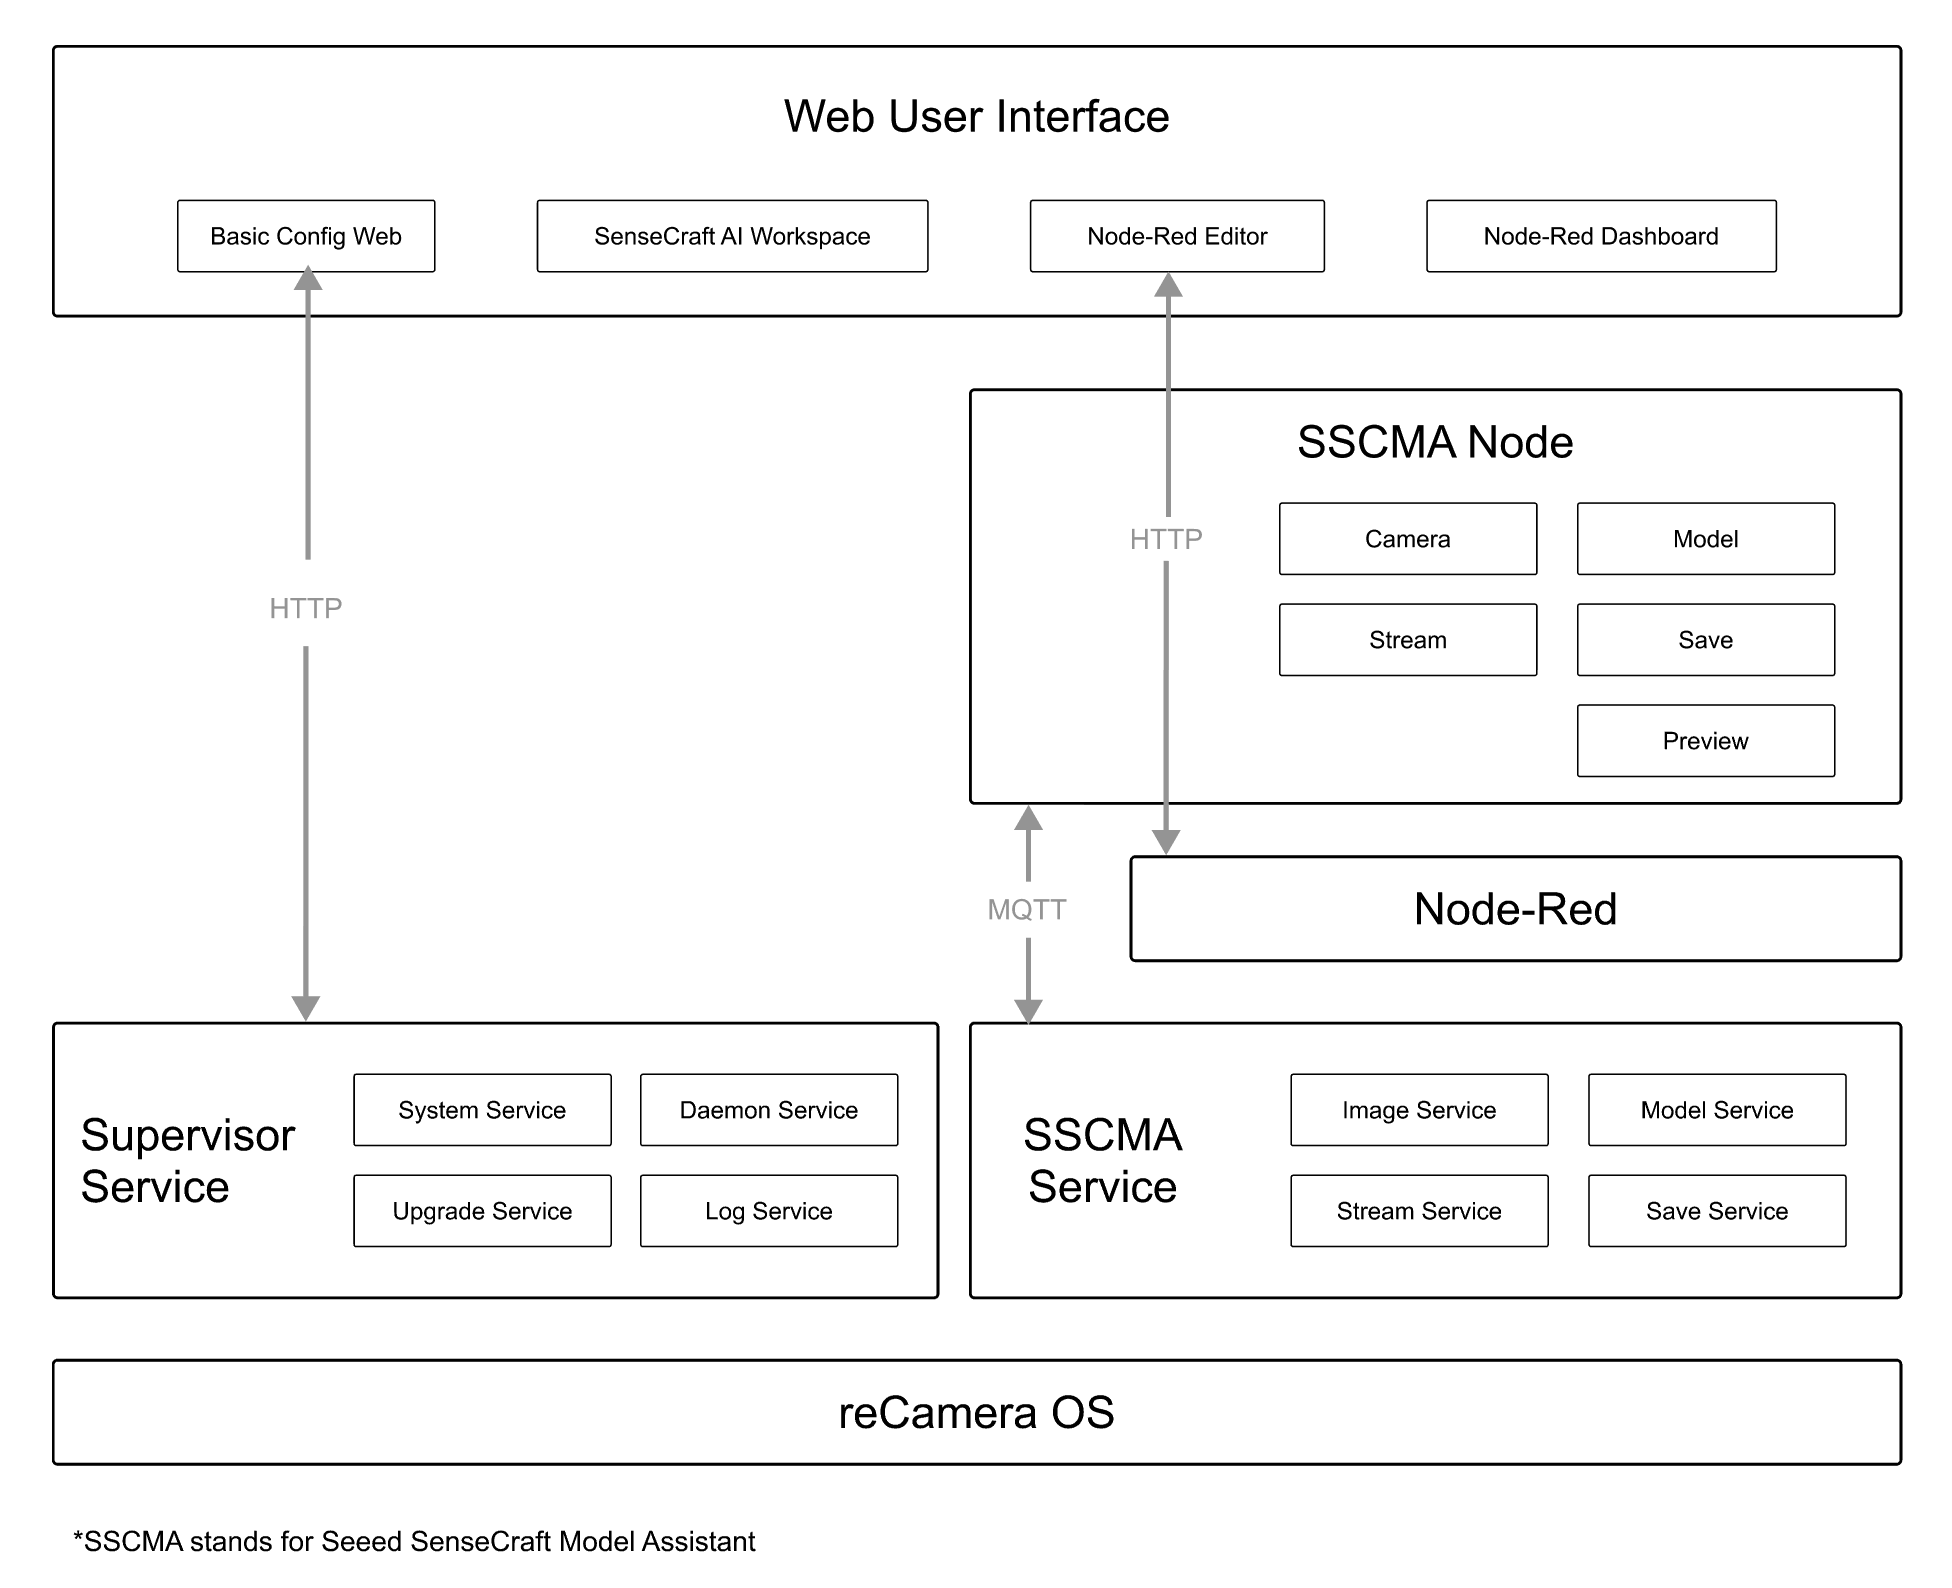 Web User Interface
Basic Config Web
SenseCraft AI Workspace
Node-Red Editor
Node-Red Dashboard
SSCMA Node
HTTP
Camera
Model
HTTP
Stream
Save
Preview
MQTT
Node-Red
Supervisor
Service
System Service
Daemon Service
Upgrade Service
Log Service
SSCMA
Service
Image Service
Model Service
Stream Service
Save Service
reCamera OS
*SSCMA stands for Seeed SenseCraft Model Assistant